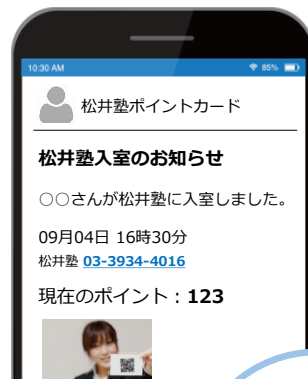 10:30 AM 85%
松井塾ポイントカード
松井塾入室のお知らせ
○○さんが松井塾に入室しました。
09月04日 16時30分
松井塾 03-3934-4016
現在のポイント：123